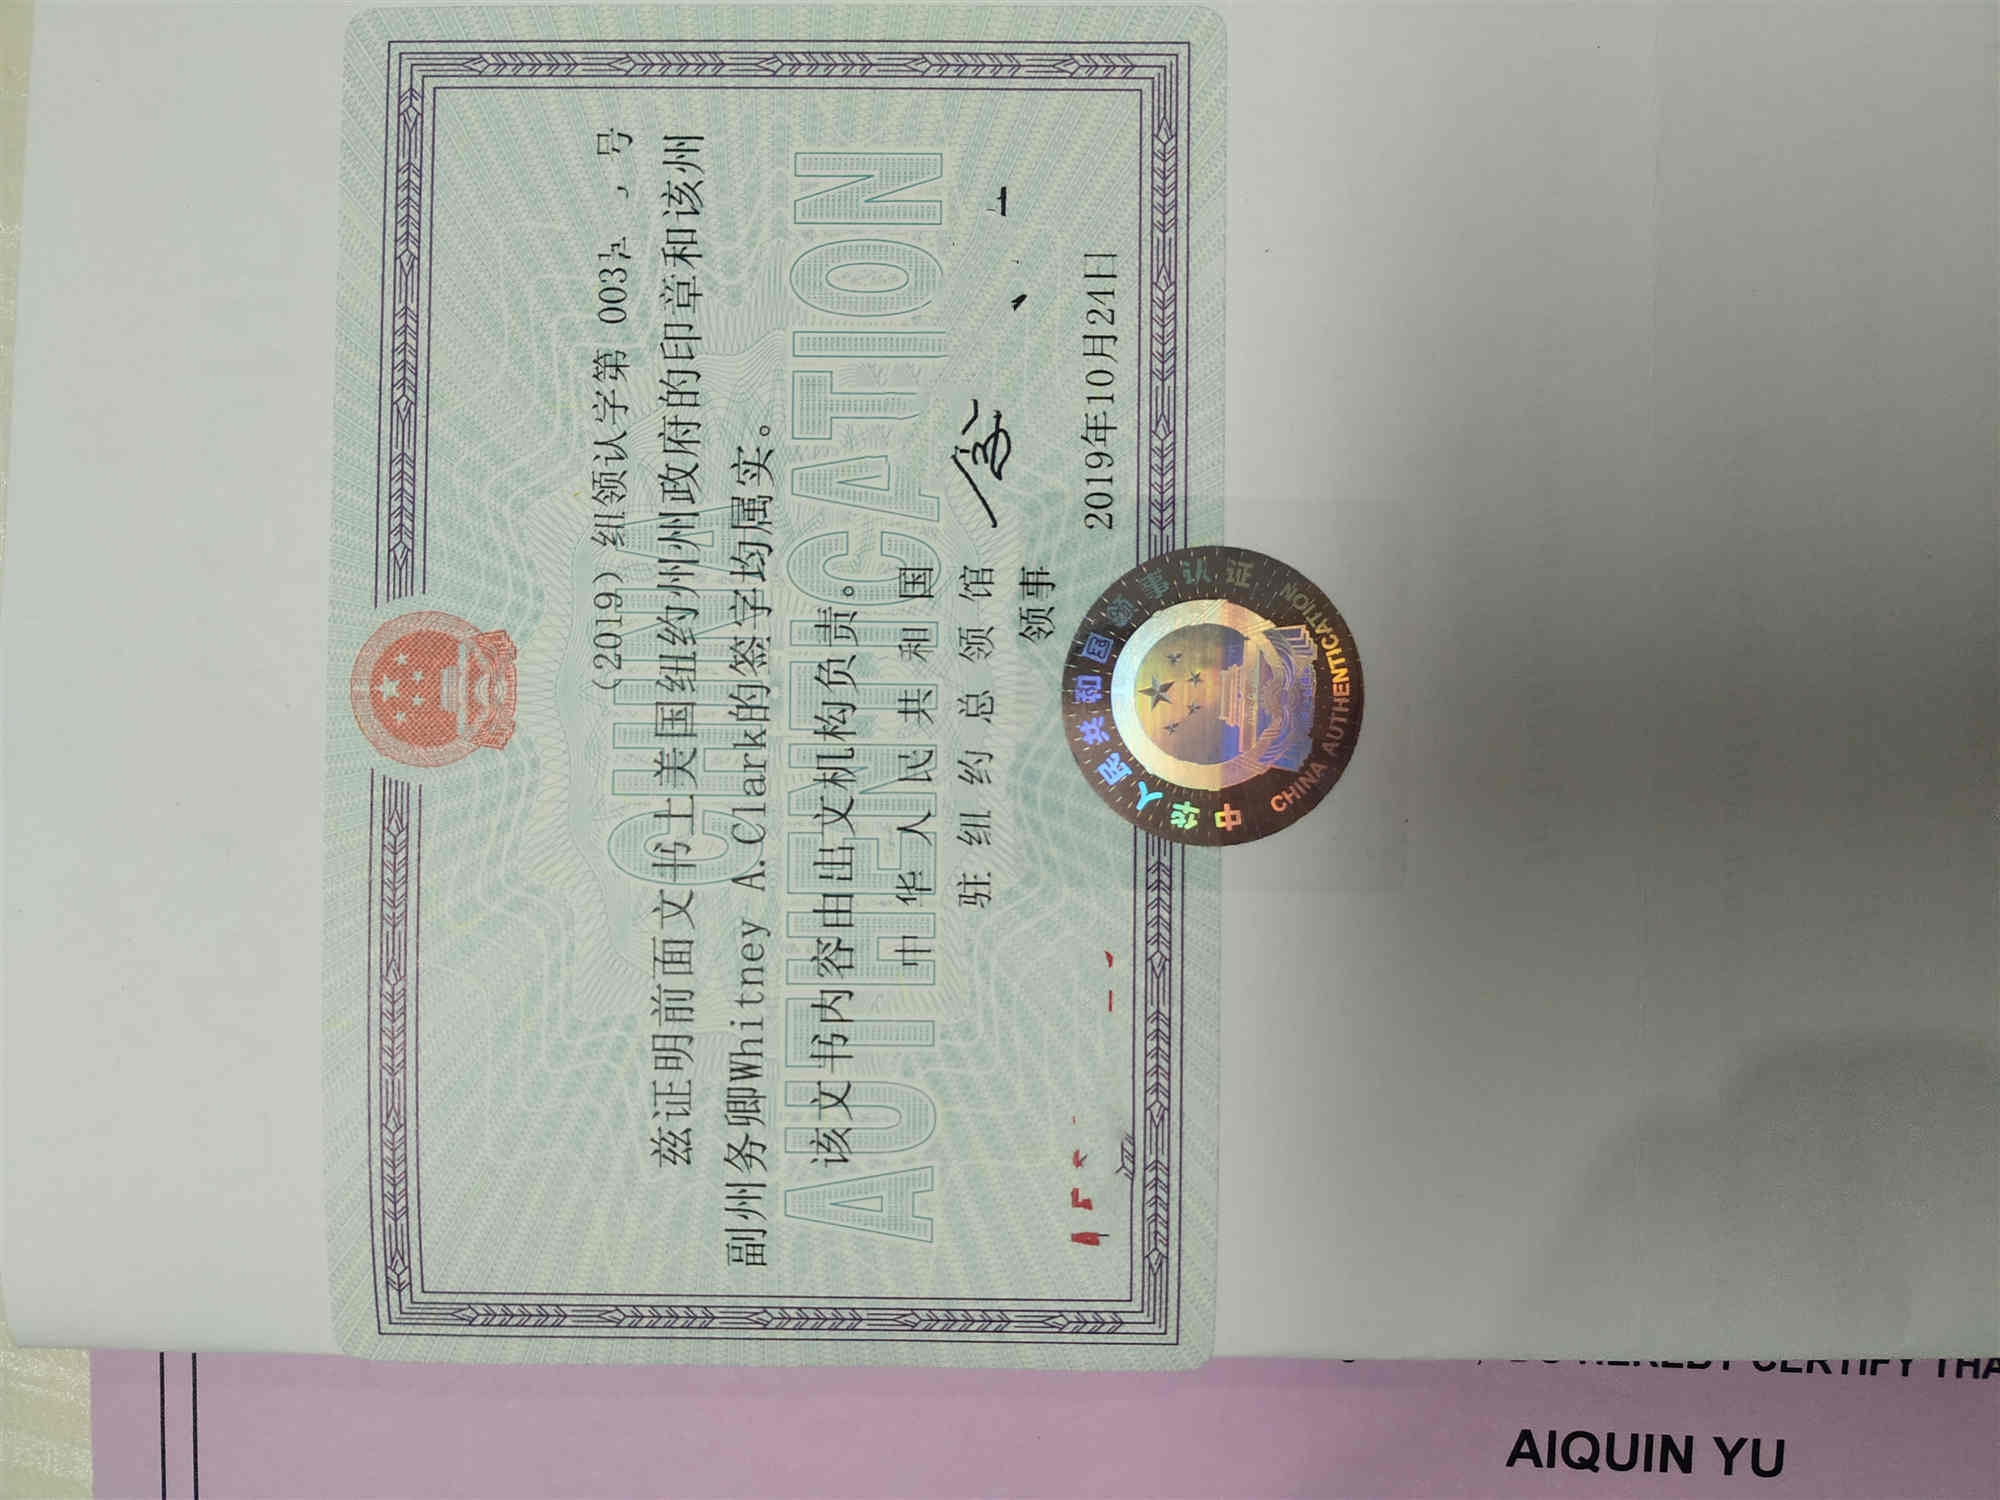 (2019) 纽领认字第 003 号
兹证明前面文书上美国纽约州州政府的印章和该州
副州务卿Whitney A.Clark的签字均属实。
该文书内容由出文机构负责。
中华人民共和国
驻纽约总领馆
领事
2019年10月24日
CHINA
AUTHENTICATION
中华人民共和国领事认证
CHINA AUTHENTICATION
HEREBY CERTIFY THA
AIQUIN YU